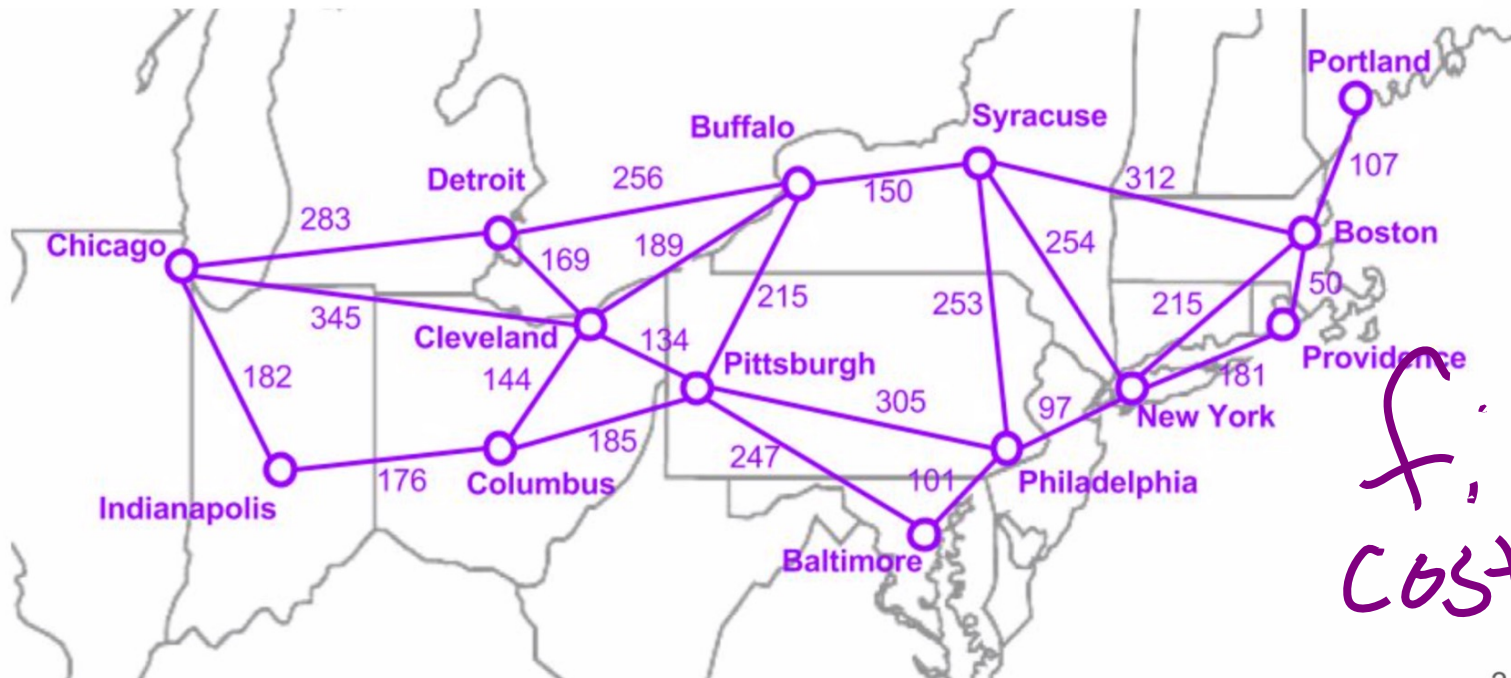 Portland
Syracuse
Buffalo
107
Detroit
256
312
150
283
Boston
Chicago
189
254
169
50
215
253
215
345
Cleveland
134
Providence
Pittsburgh
182
144
181
305
97
New York
185
247
101
176
Columbus
Philadelphia
Indianapolis
Baltimore
f:
cost